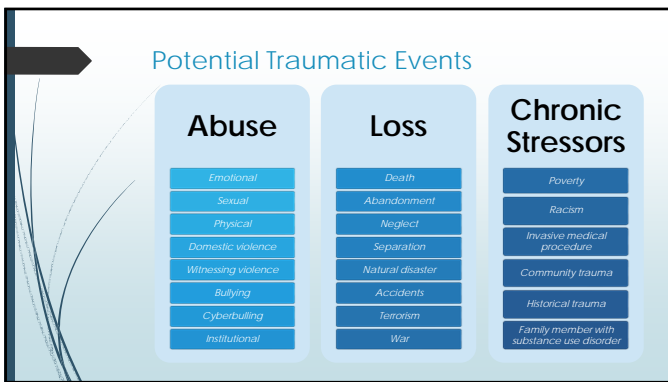 Potential Traumatic Events
Abuse
Emotional
Sexual
Physical
Domestic violence
Witnessing violence
Bullying
Cyberbulling
Institutional
Loss
Death
Abandonment
Neglect
Separation
Natural disaster
Accidents
Terrorism
War
Chronic
Stressors
Poverty
Racism
Invasive medical
procedure
Community trauma
Historical trauma
Family member with
substance use disorder